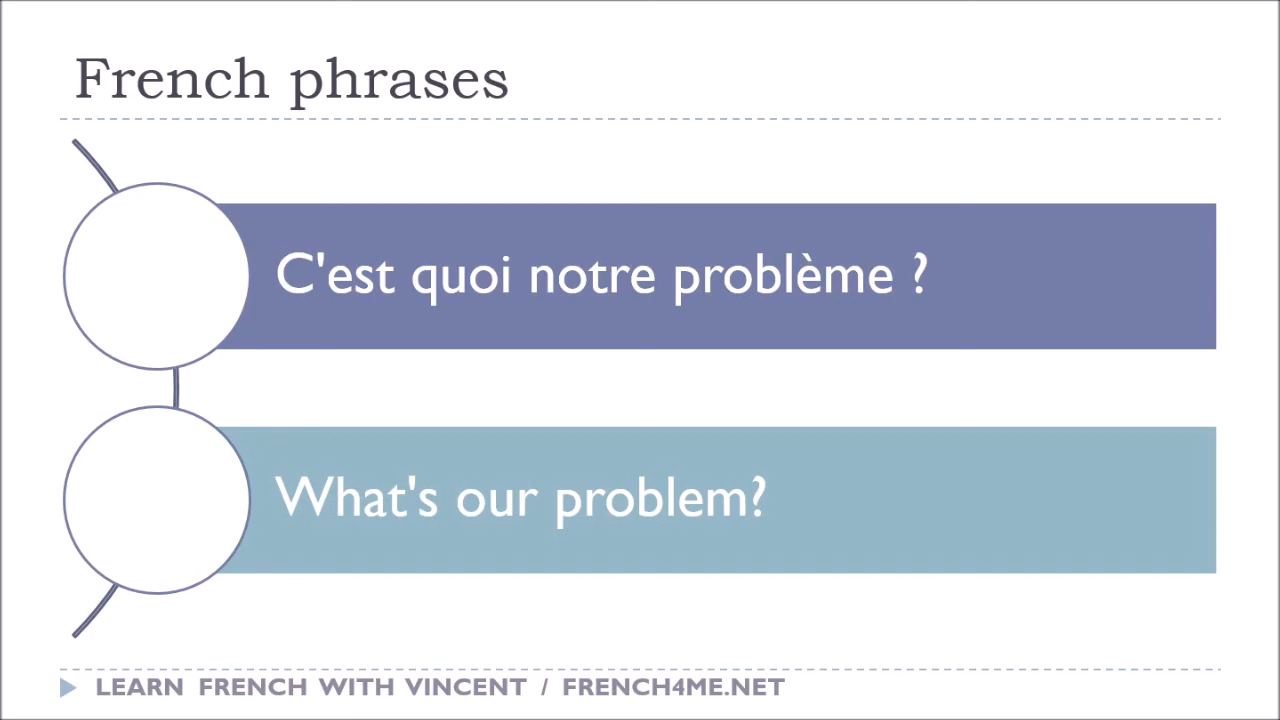 French phrases
C'est quoi notre problème ?
What's our problem?
LEARN FRENCH WITH VINCENT / FRENCH4ME.NET